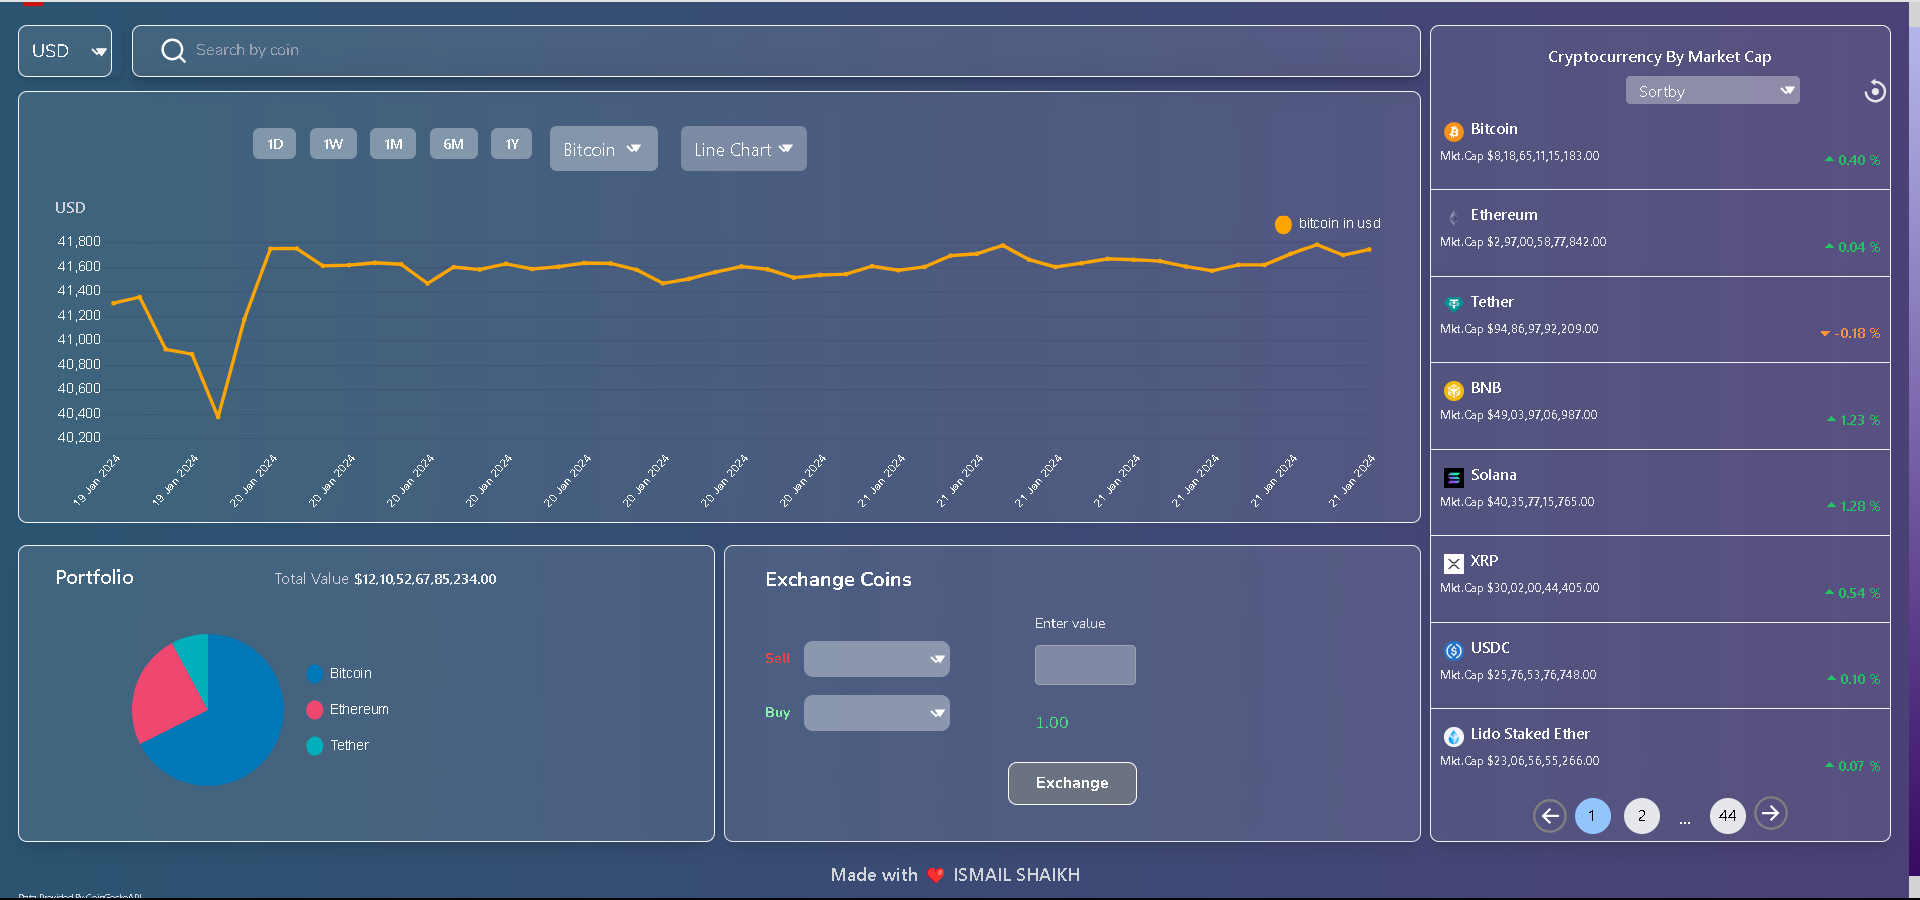 USD
Search by coin
1D 1W 1M 6M 1Y Bitcoin Line Chart
USD
bitcoin in usd
41,800
41,600
41,400
41,200
41,000
40,800
40,600
40,400
40,200
19 Jan 2024
19 Jan 2024
20 Jan 2024
20 Jan 2024
20 Jan 2024
20 Jan 2024
20 Jan 2024
20 Jan 2024
20 Jan 2024
20 Jan 2024
21 Jan 2024
21 Jan 2024
21 Jan 2024
21 Jan 2024
21 Jan 2024
21 Jan 2024
21 Jan 2024
Portfolio
Total Value $12,10,52,67,85,234.00
Bitcoin
Ethereum
Tether
Exchange Coins
Enter value
Sell
Buy
1.00
Exchange
Cryptocurrency By Market Cap
Sortby
Bitcoin
Mkt.Cap $8,18,65,11,15,183.00
0.40 %
Ethereum
Mkt.Cap $2,97,00,58,77,842.00
0.04 %
Tether
Mkt.Cap $94,86,97,92,209.00
-0.18 %
BNB
Mkt.Cap $49,03,97,06,987.00
1.23 %
Solana
Mkt.Cap $40,35,77,15,765.00
1.28 %
XRP
Mkt.Cap $30,02,00,44,405.00
0.54 %
USDC
Mkt.Cap $25,76,53,76,748.00
0.10 %
Lido Staked Ether
Mkt.Cap $23,06,56,55,266.00
0.07 %
1 2 ... 44
Made with ❤️ ISMAIL SHAIKH
Data Provided By CoinGeckoAPI